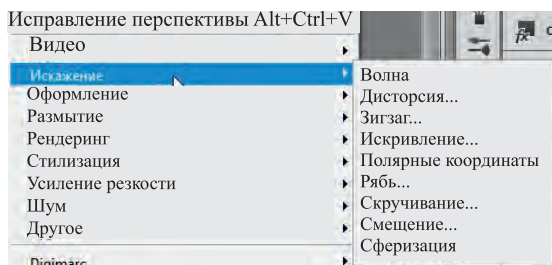 Исправление перспективы Alt+Ctrl+V
Видео
Искажение
Оформление
Размытие
Рендеринг
Стилизация
Усиление резкости
Шум
Другое
Digimarc
Волна
Дисторсия...
Зигзаг...
Искривление...
Полярные координаты
Рябь...
Скручивание...
Смещение...
Сферизация
fx